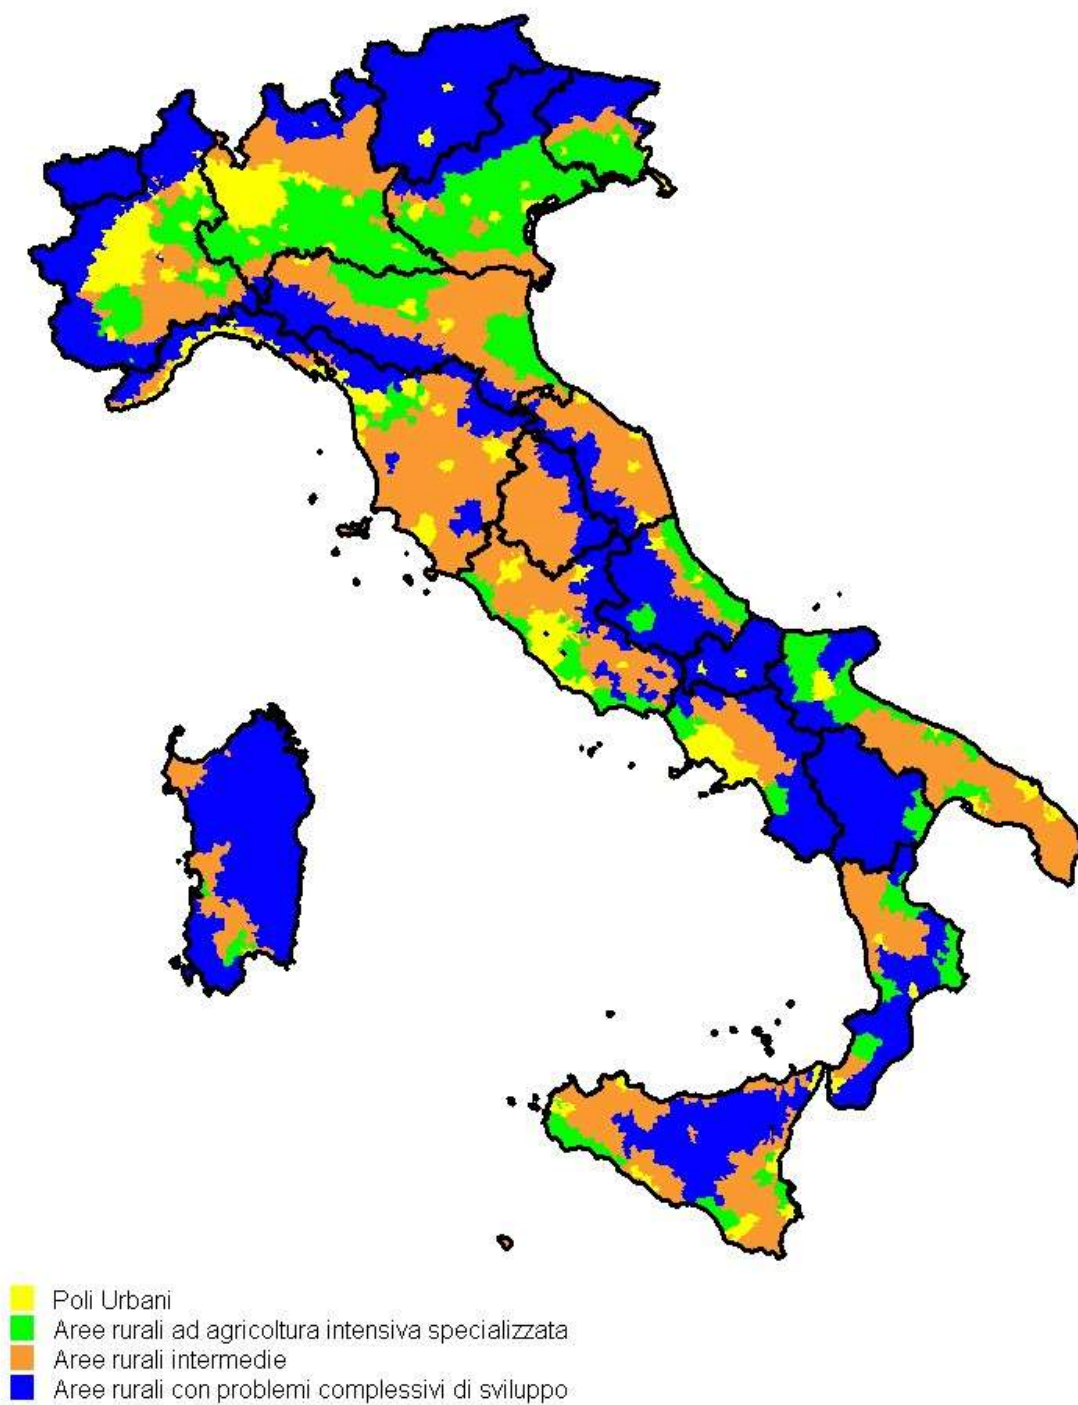 Poli Urbani
Aree rurali ad agricoltura intensiva specializzata
Aree rurali intermedie
Aree rurali con problemi complessivi di sviluppo